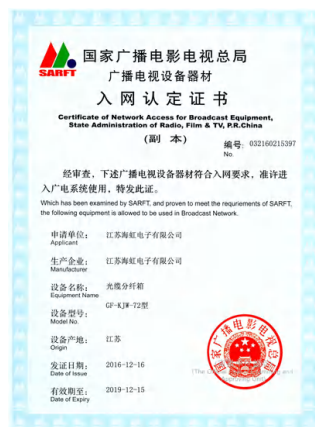 SARFT
国家广播电影电视总局
广播电视设备器材
入网认定证书
Certificate of Network Access for Broadcast Equipment,
State Administration of Radio, Film & TV, P.R.China
(副 本)
编号: 032160215397
No.
经审查，下述广播电视设备器材符合入网要求，准许进
入广电系统使用，特发此证。
Which has been examined by SARFT, and proven to meet the requriements of SARFT,
the following equipment is allowed to be used in Broadcast Network.
申请单位: 江苏海虹电子有限公司
Applicant
生产企业: 江苏海虹电子有限公司
Manufacturer
设备名称: 光缆分纤箱
Equipment Name
GF-KJW-72型
设备型号:
Model No.
设备产地: 江苏
Origin
发证日期: 2016-12-16
Date of Issue
有效期至: 2019-12-15
Date of Expiry
国家广播电影电视总局